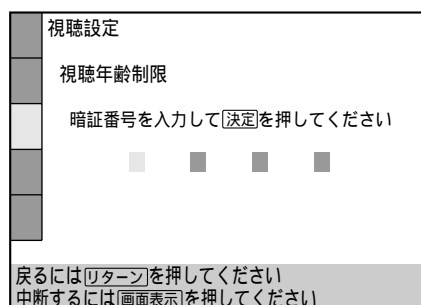 視聴設定
視聴年齢制限
暗証番号を入力して決定を押してください
戻るにはリターンを押してください
中断するには画面表示を押してください